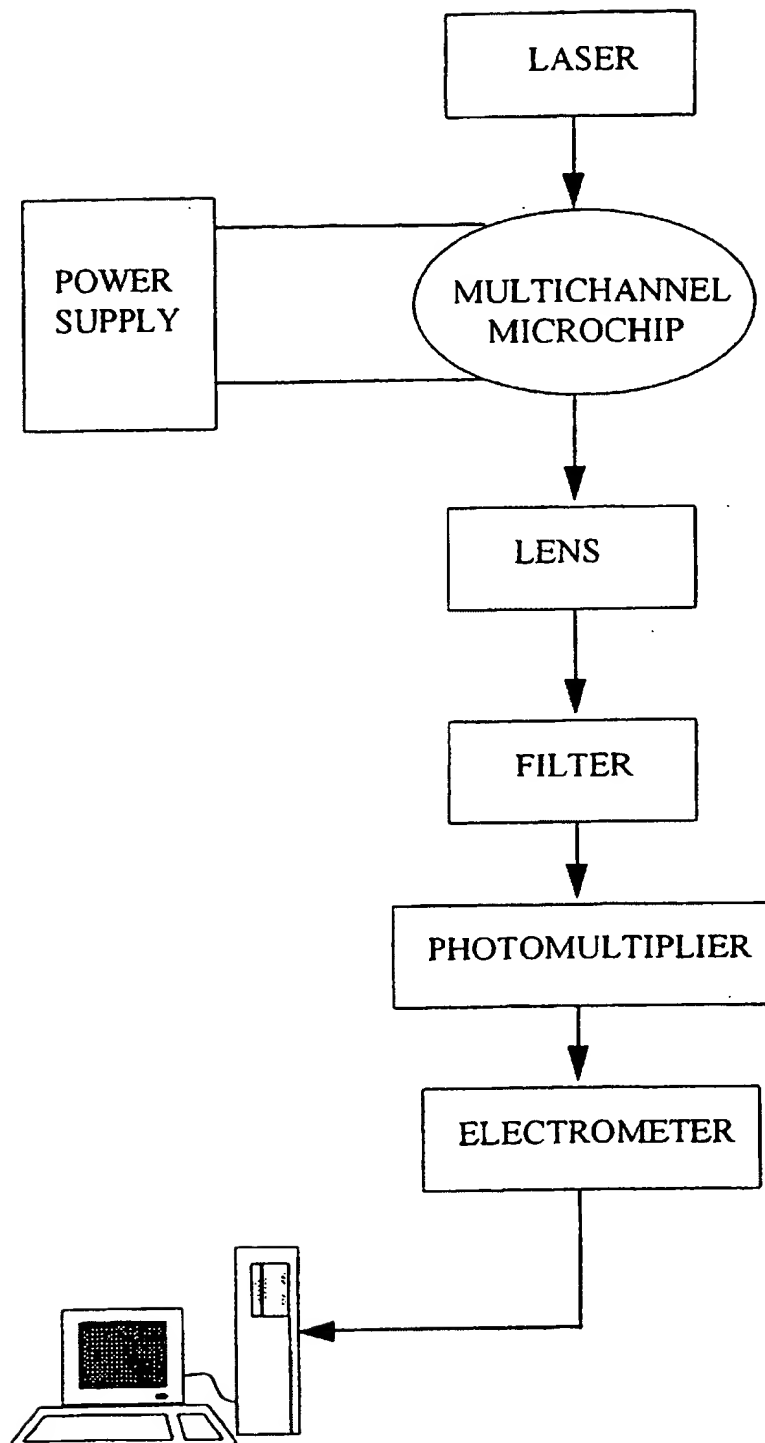 LASER
POWER
SUPPLY
MULTICHANNEL
MICROCHIP
LENS
FILTER
PHOTOMULTIPLIER
ELECTROMETER